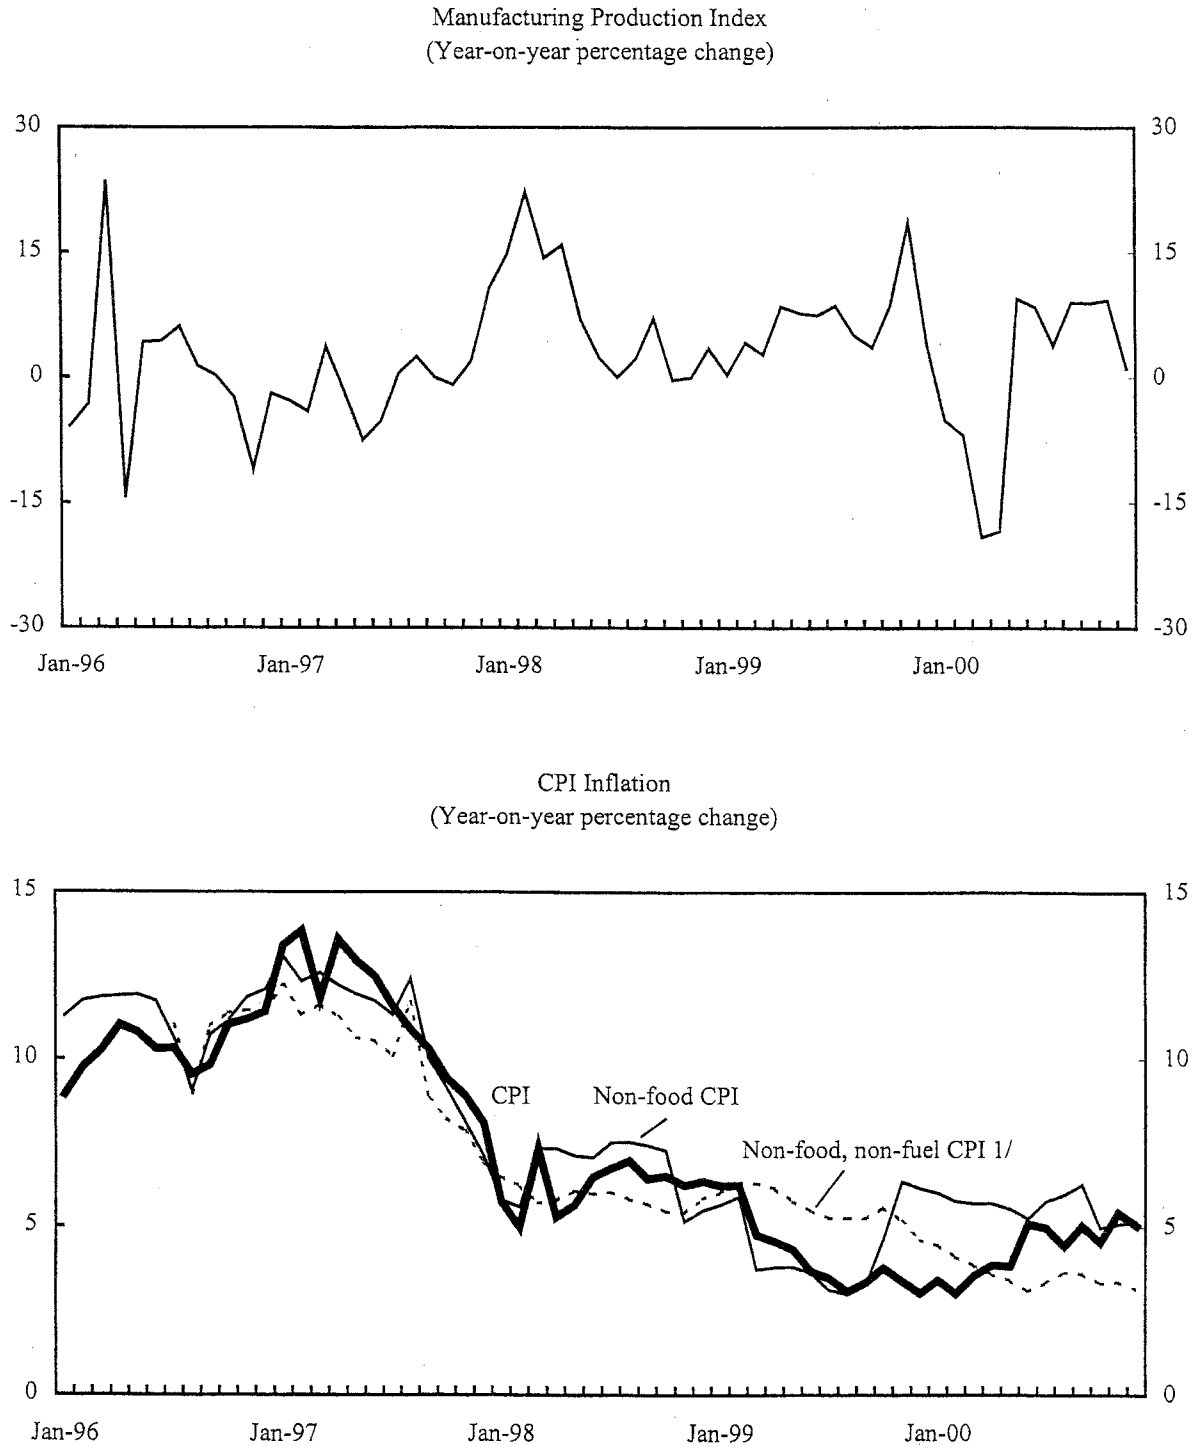 Manufacturing Production Index
(Year-on-year percentage change)
30 30
15 15
0 0
-15 -15
-30 -30
Jan-96 Jan-97 Jan-98 Jan-99 Jan-00
CPI Inflation
(Year-on-year percentage change)
15 15
10 10
CPI Non-food CPI
Non-food, non-fuel CPI 1/
5 5
0 0
Jan-96 Jan-97 Jan-98 Jan-99 Jan-00